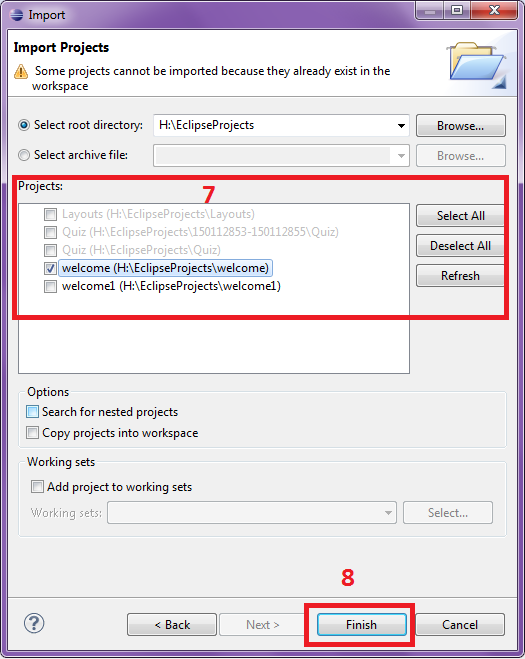 Import
Import Projects
Some projects cannot be imported because they already exist in the
workspace
Select root directory: H:\EclipseProjects Browse...
Select archive file: Browse...
Projects: 7
Layouts (H:\EclipseProjects\Layouts) Select All
Quiz (H:\EclipseProjects\150112853-150112855\Quiz)
Quiz (H:\EclipseProjects\Quiz) Deselect All
welcome (H:\EclipseProjects\welcome) Refresh
welcome1 (H:\EclipseProjects\welcome1)
Options
Search for nested projects
Copy projects into workspace
Working sets
Add project to working sets
Working sets: Select...
8
? < Back Next > Finish Cancel